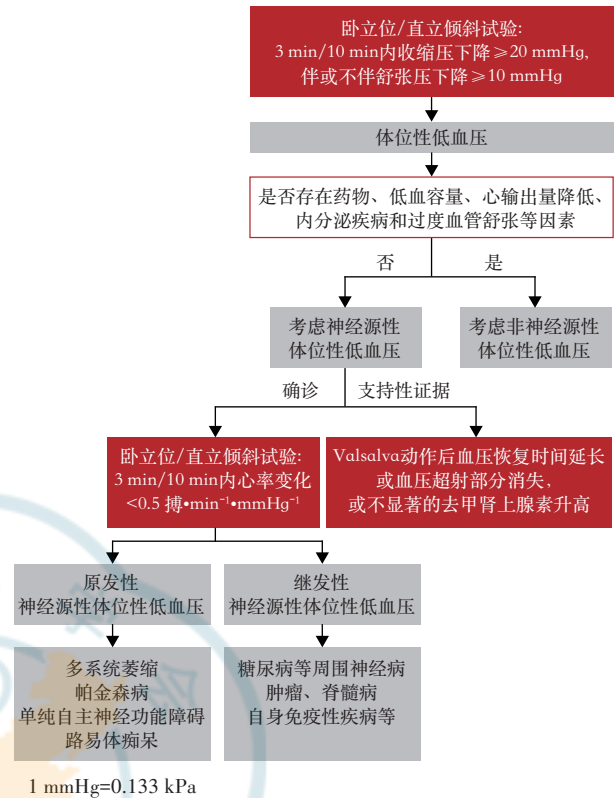 卧立位/直立倾斜试验:
3 min/10 min内收缩压下降≥20 mmHg,
伴或不伴舒张压下降≥10 mmHg
体位性低血压
是否存在药物、低血容量、心输出量降低、
内分泌疾病和过度血管舒张等因素
否
是
考虑神经源性
体位性低血压
考虑非神经源性
体位性低血压
确诊
支持性证据
卧立位/直立倾斜试验:
3 min/10 min内心率变化
<0.5 搏•min⁻¹•mmHg⁻¹
Valsalva动作后血压恢复时间延长
或血压超射部分消失,
或不显著的去甲肾上腺素升高
原发性
神经源性体位性低血压
继发性
神经源性体位性低血压
多系统萎缩
帕金森病
单纯自主神经功能障碍
路易体痴呆
糖尿病等周围神经病
肿瘤、脊髓病
自身免疫性疾病等
1 mmHg=0.133 kPa